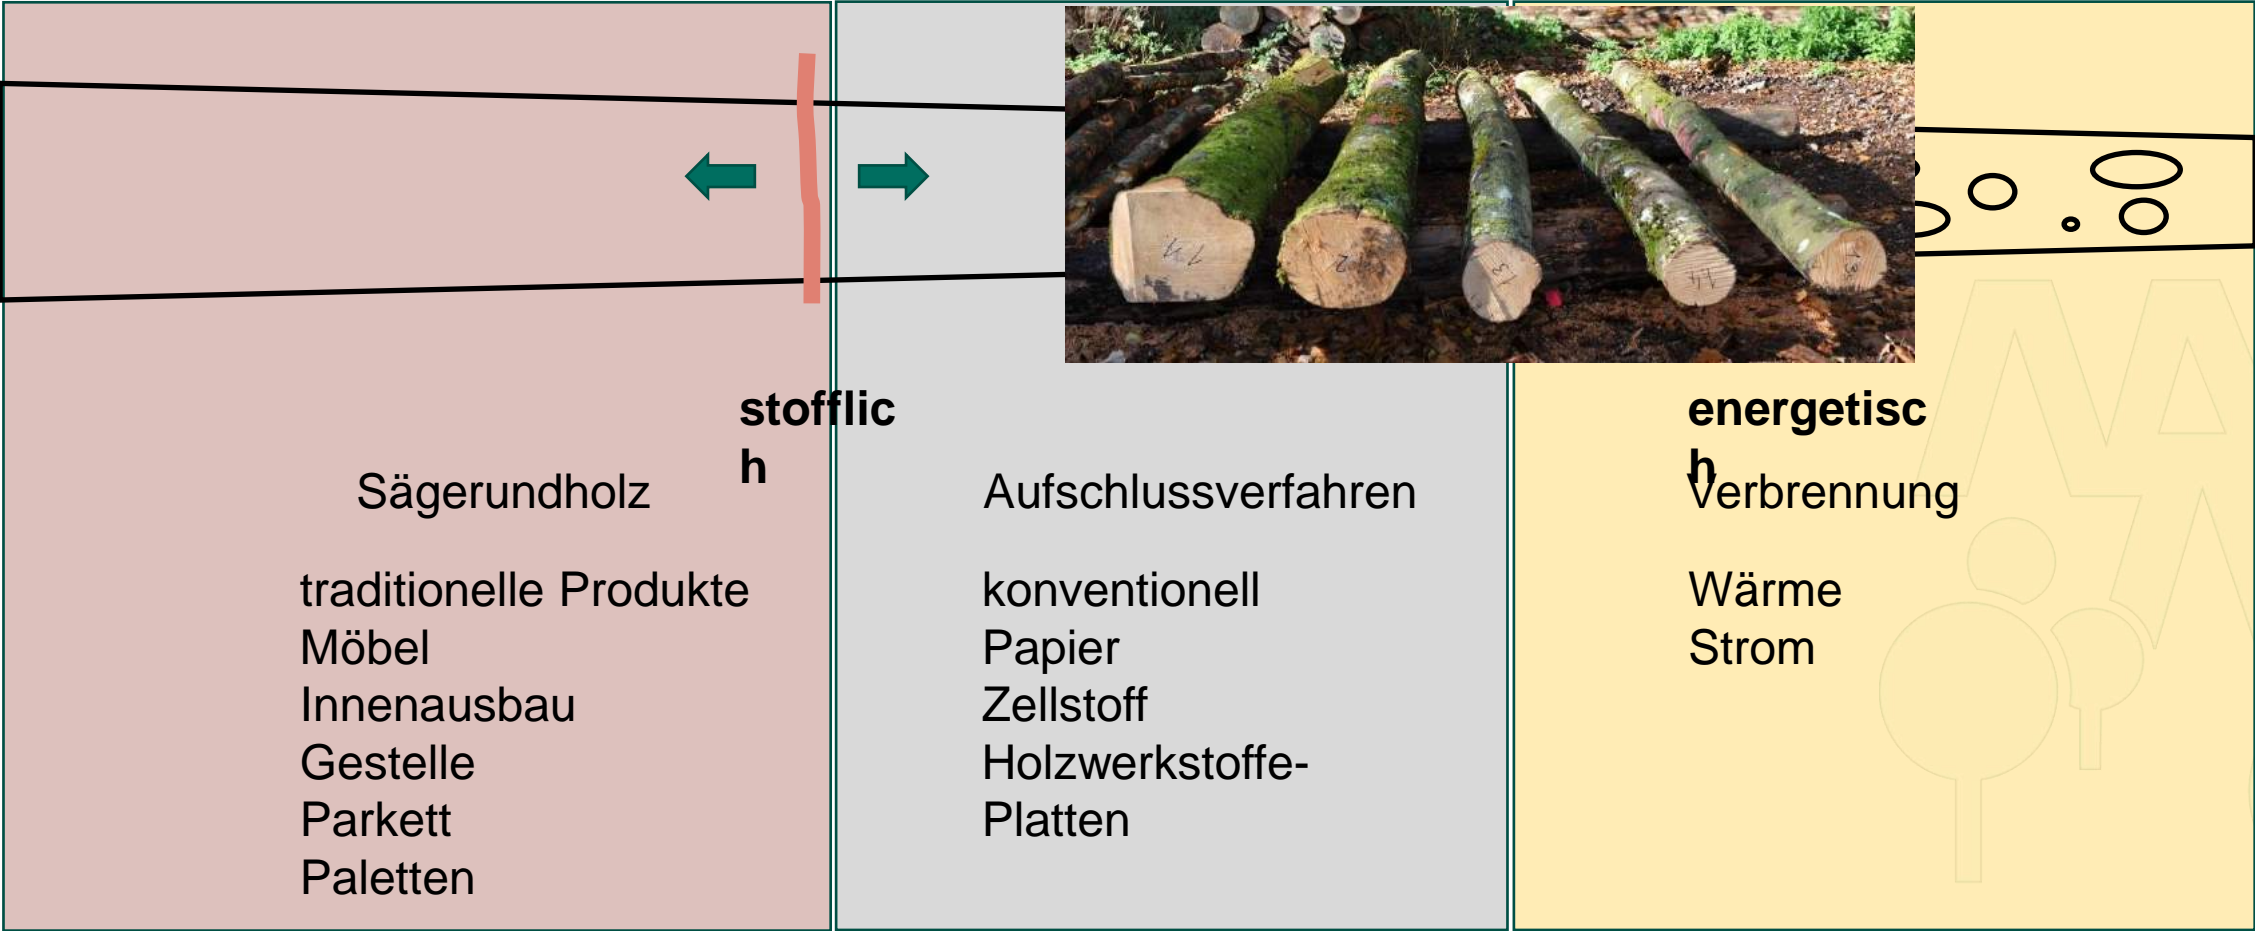 stofflic
h
energetisc
h
Sägerundholz
Aufschlussverfahren
Verbrennung
traditionelle Produkte
Möbel
Innenausbau
Gestelle
Parkett
Paletten
konventionell
Papier
Zellstoff
Holzwerkstoffe-
Platten
Wärme
Strom
2